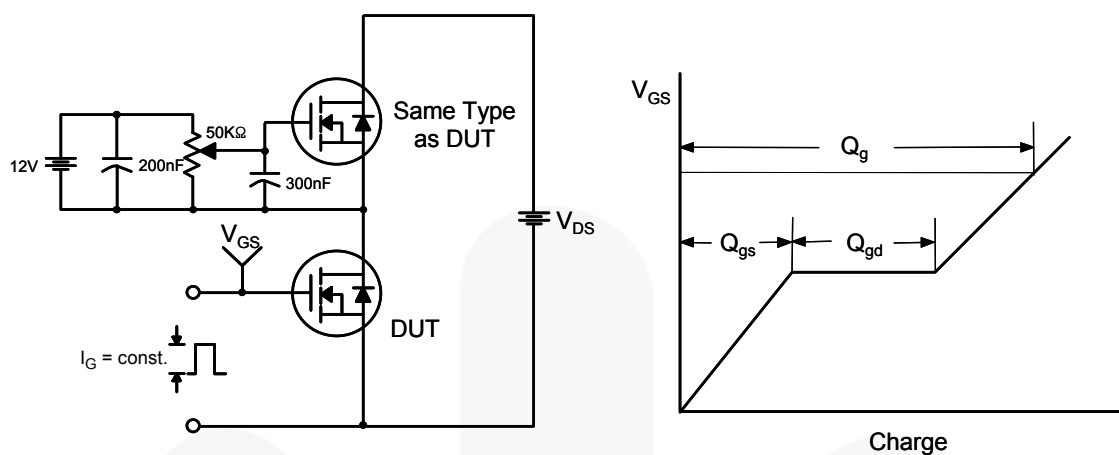 Same Type
as DUT
50KΩ
12V
200nF
300nF
V_GS
V_DS
DUT
I_G = const.
V_GS
Q_g
Q_gs
Q_gd
Charge